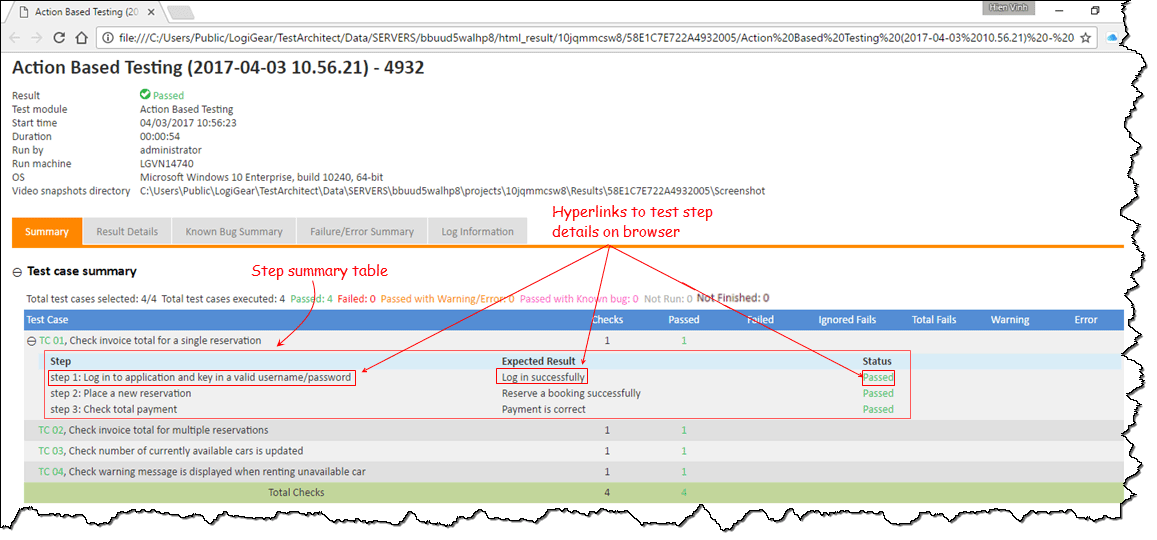 Action Based Testing
Hien Vinh
file:///C:/Users/Public/LogiGear/TestArchitect/Data/SERVERS/bbuud5walhp8/html_result/10jqmmcsw8/58E1C7E722A4932005/Action%20Based%20Testing%20(2017-04-03%2010.56.21)%20-%20
Action Based Testing (2017-04-03 10.56.21) - 4932
Result Passed
Test module Action Based Testing
Start time 04/03/2017 10:56:23
Duration 00:00:54
Run by administrator
Run machine LGVN14740
OS Microsoft Windows 10 Enterprise, build 10240, 64-bit
Video snapshots directory C:\Users\Public\LogiGear\TestArchitect\Data\SERVERS\bbuud5walhp8\projects\10jqmmcsw8\Results\58E1C7E722A4932005\Screenshot
Hyperlinks to test step
details on browser
Summary Result Details Known Bug Summary Failure/Error Summary Log Information
Test case summary
Step summary table
Total test cases selected: 4/4 Total test cases executed: 4 Passed: 4 Failed: 0 Passed with Warning/Error: 0 Passed with Known bug: 0 Not Run: 0 Not Finished: 0
Test Case Checks Passed Failed Ignored Fails Total Fails Warning Error
TC 01, Check invoice total for a single reservation 1 1
Step Expected Result Status
step 1: Log in to application and key in a valid username/password Log in successfully Passed
step 2: Place a new reservation Reserve a booking successfully Passed
step 3: Check total payment Payment is correct Passed
TC 02, Check invoice total for multiple reservations 1 1
TC 03, Check number of currently available cars is updated 1 1
TC 04, Check warning message is displayed when renting unavailable car 1 1
Total Checks 4 4